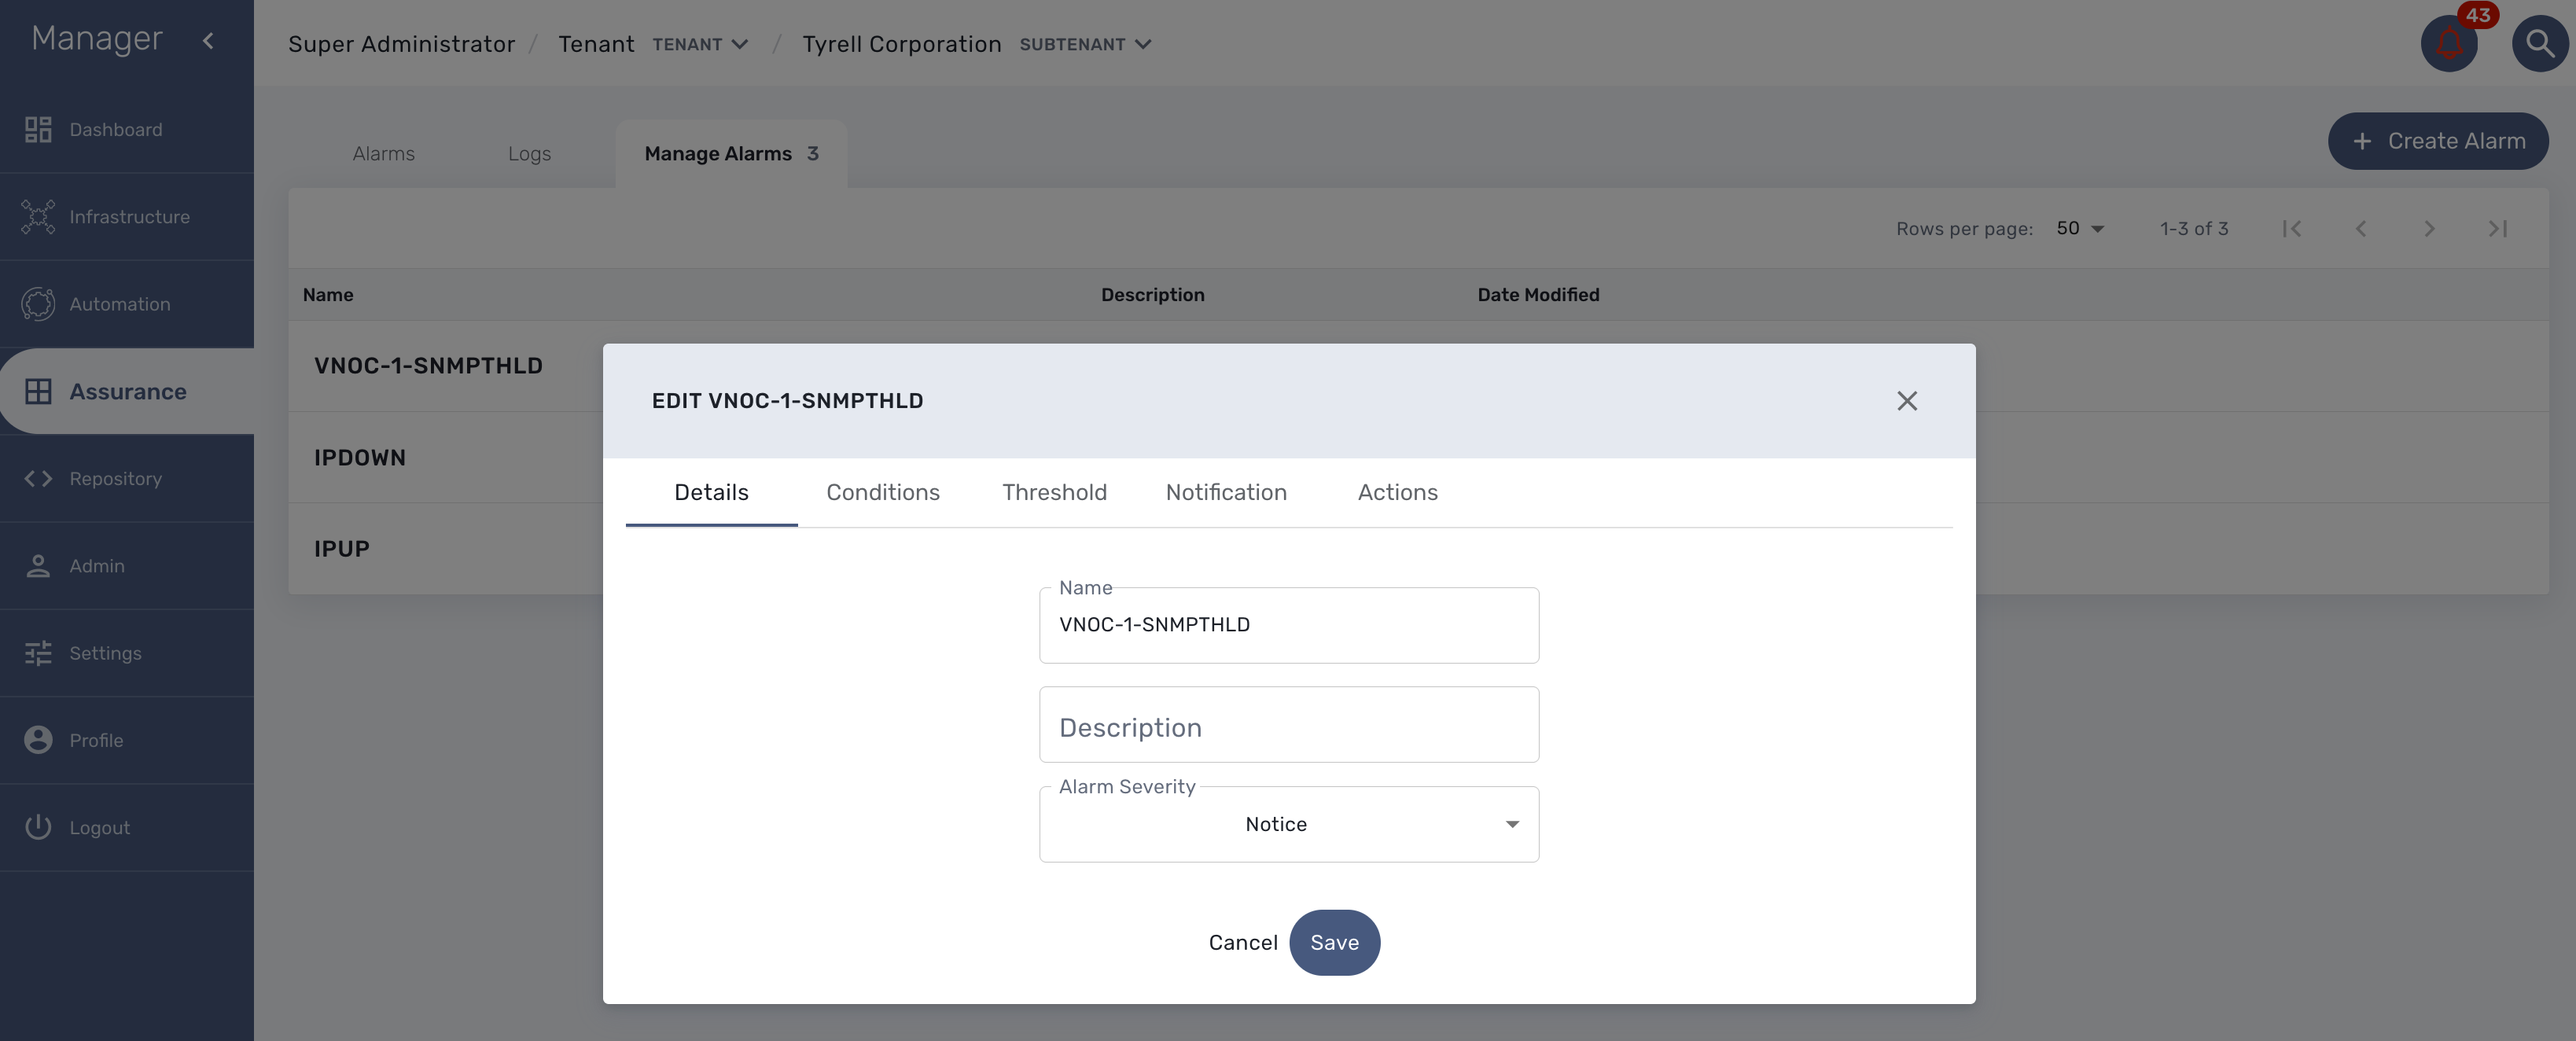 Manager
Super Administrator / Tenant TENANT / Tyrell Corporation SUBTENANT
43
Dashboard
Infrastructure
Automation
Assurance
Repository
Admin
Settings
Profile
Logout
Alarms Logs Manage Alarms 3
+ Create Alarm
Rows per page: 50 1-3 of 3
Name Description Date Modified
VNOC-1-SNMPTHLD
IPDOWN
IPUP
EDIT VNOC-1-SNMPTHLD
Details Conditions Threshold Notification Actions
Name
VNOC-1-SNMPTHLD
Description
Alarm Severity
Notice
Cancel Save